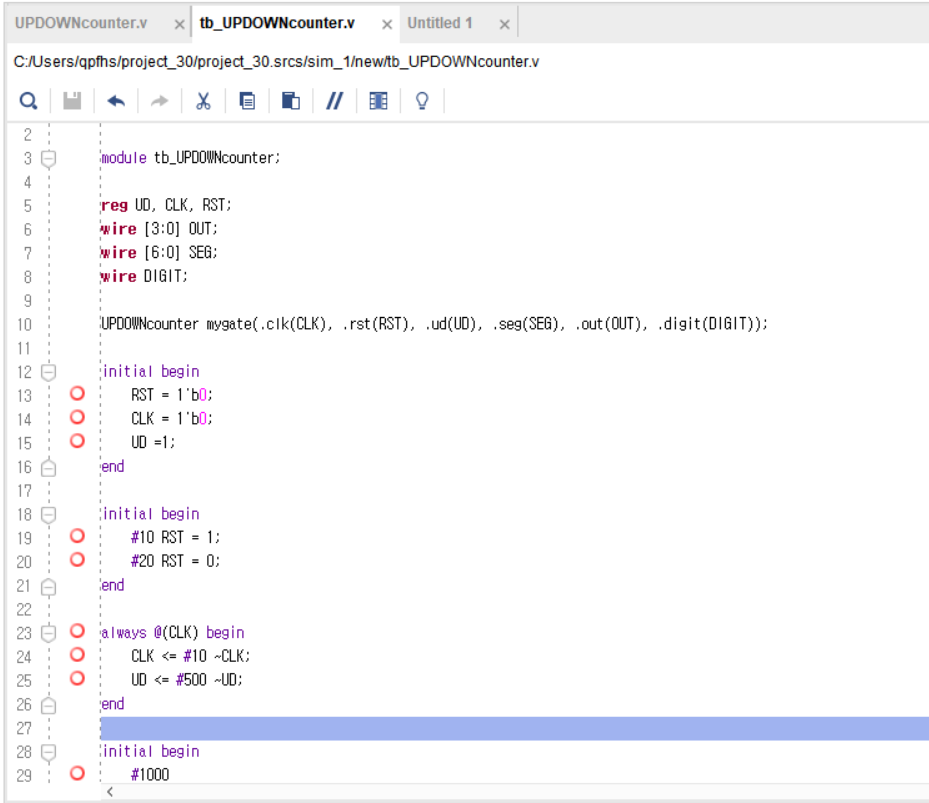 UPDOWNcounter.v × tb_UPDOWNcounter.v × Untitled 1 ×
C:/Users/qpfhs/project_30/project_30.srcs/sim_1/new/tb_UPDOWNcounter.v
2
3 module tb_UPDOWNcounter;
4
5 reg UD, CLK, RST;
6 wire [3:0] OUT;
7 wire [6:0] SEG;
8 wire DIGIT;
9
10 UPDOWNcounter mygate(.clk(CLK), .rst(RST), .ud(UD), .seg(SEG), .out(OUT), .digit(DIGIT));
11
12 initial begin
13 RST = 1'b0;
14 CLK = 1'b0;
15 UD =1;
16 end
17
18 initial begin
19 #10 RST = 1;
20 #20 RST = 0;
21 end
22
23 always @(CLK) begin
24 CLK <= #10 ~CLK;
25 UD <= #500 ~UD;
26 end
27
28 initial begin
29 #1000